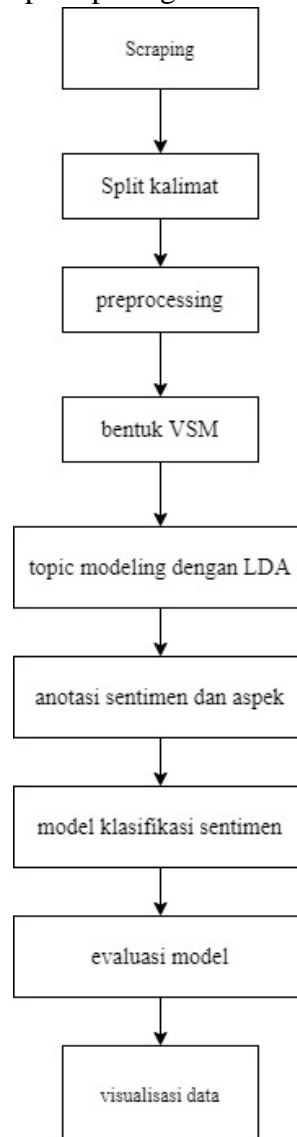 Scraping
Split kalimat
preprocessing
bentuk VSM
topic modeling dengan LDA
anotasi sentimen dan aspek
model klasifikasi sentimen
evaluasi model
visualisasi data